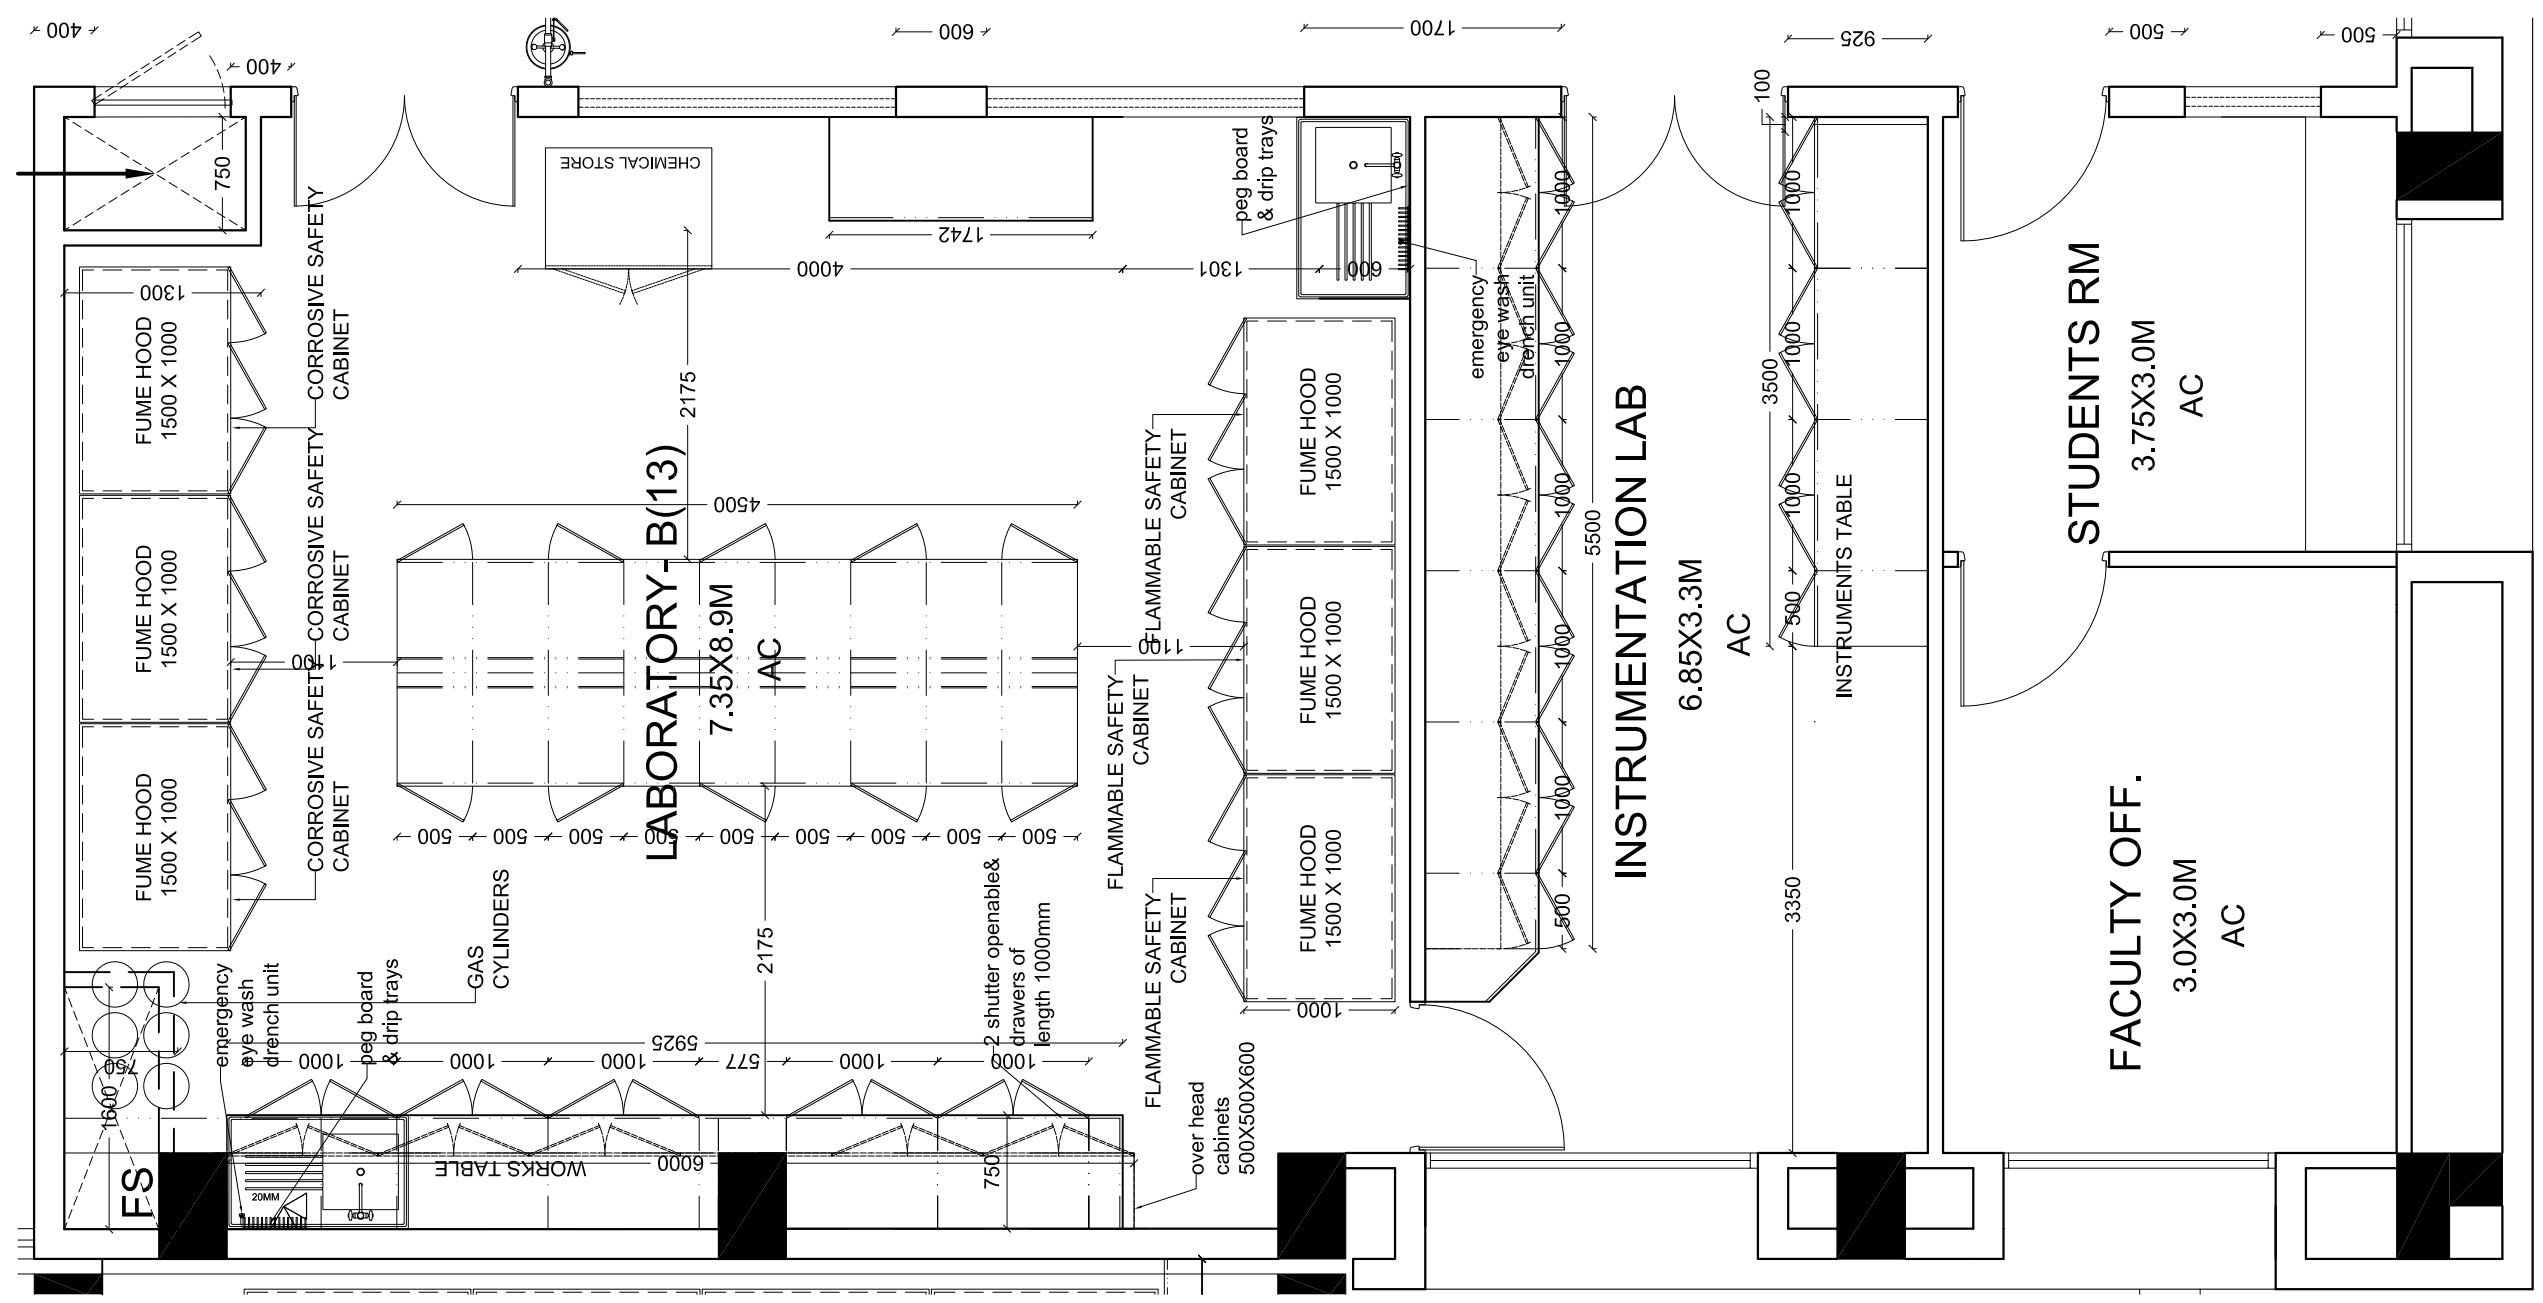 400
400
600
1700
925
500
500
100
750
CHEMICAL STORE
peg board
& drip trays
1742
4000
1301
600
2175
emergency
eye wash
drench unit
1300
FUME HOOD
1500 X 1000
FUME HOOD
1500 X 1000
FUME HOOD
1500 X 1000
CORROSIVE SAFETY
CABINET
CORROSIVE SAFETY
CABINET
CORROSIVE SAFETY
CABINET
4500
LABORATORY- B(13)
7.35X8.9M
AC
1100
1100
500
500
500
500
500
500
500
500
500
2175
FLAMMABLE SAFETY
CABINET
FLAMMABLE SAFETY
CABINET
FLAMMABLE SAFETY
CABINET
FUME HOOD
1500 X 1000
FUME HOOD
1500 X 1000
FUME HOOD
1500 X 1000
1000
1000
1000
1000
1000
1000
500
5500
INSTRUMENTATION LAB
6.85X3.3M
AC
1000
1000
1000
500
3500
3350
INSTRUMENTS TABLE
STUDENTS RM
3.75X3.0M
AC
FACULTY OFF.
3.0X3.0M
AC
GAS
CYLINDERS
emergency
eye wash
drench unit
peg board
& drip trays
2 shutter openable&
drawers of
length 1000mm
5925
1000
1000
1000
577
1000
1000
1000
750
1600
FS
20MM
WORKS TABLE
6000
750
over head
cabinets
500X500X600